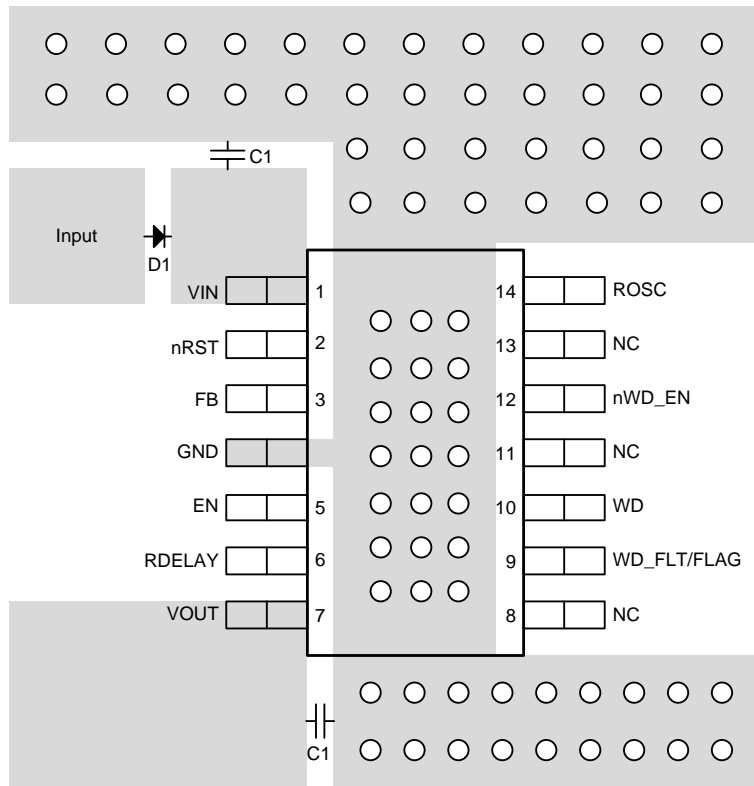 C1
Input
D1
VIN 1 14 ROSC
nRST 2 13 NC
FB 3 12 nWD_EN
GND 11 NC
EN 5 10 WD
RDELAY 6 9 WD_FLT/FLAG
VOUT 7 8 NC
C1